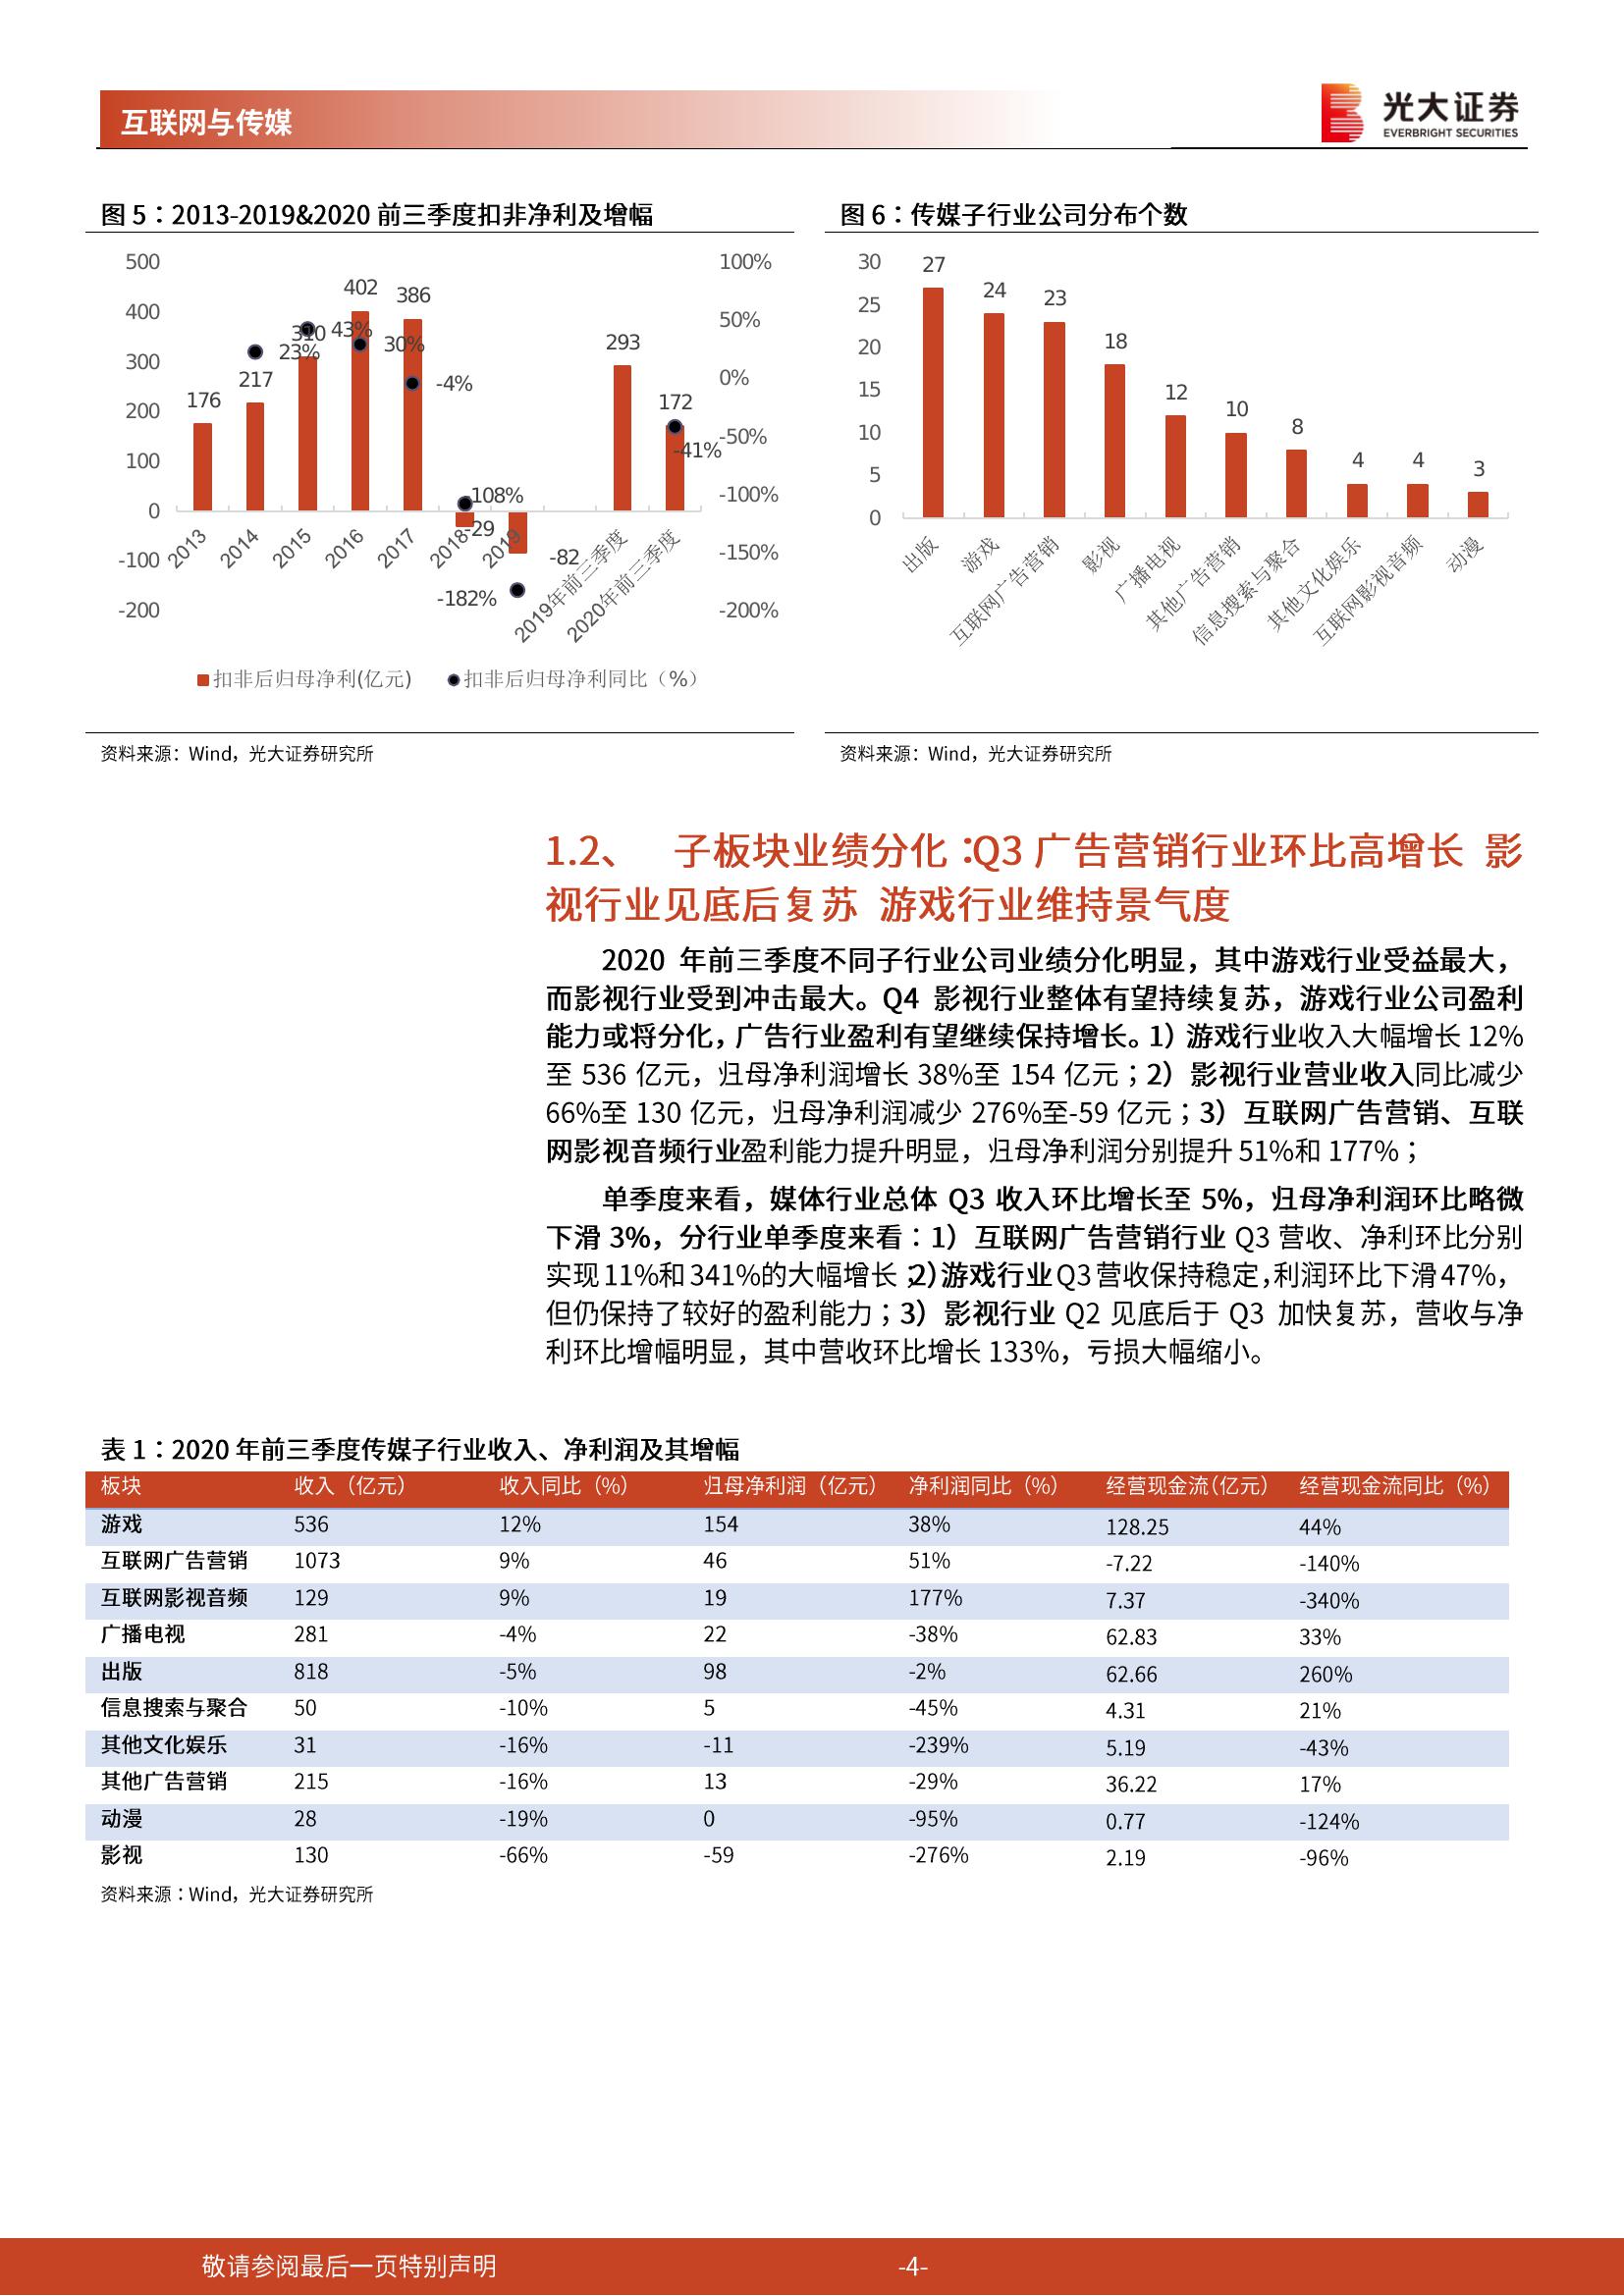 互联网与传媒
光大证券
EVERBRIGHT SECURITIES
图 5：2013-2019&2020 前三季度扣非净利及增幅
500
400
300
200
100
0
-100
-200
100%
50%
0%
-50%
-100%
-150%
-200%
176
217
310
402
386
-29
-82
293
172
23%
43%
30%
-4%
-108%
-182%
-41%
2013
2014
2015
2016
2017
2018
2019
2019年前三季度
2020年前三季度
扣非后归母净利(亿元)
扣非后归母净利同比（%）
资料来源：Wind，光大证券研究所
图 6：传媒子行业公司分布个数
30
25
20
15
10
5
0
27
24
23
18
12
10
8
4
4
3
出版
游戏
互联网广告营销
影视
广播电视
其他广告营销
信息搜索与聚合
其他文化娱乐
互联网影视音频
动漫
资料来源：Wind，光大证券研究所
1.2、 子板块业绩分化：Q3 广告营销行业环比高增长 影
视行业见底后复苏 游戏行业维持景气度
2020 年前三季度不同子行业公司业绩分化明显，其中游戏行业受益最大，
而影视行业受到冲击最大。Q4 影视行业整体有望持续复苏，游戏行业公司盈利
能力或将分化，广告行业盈利有望继续保持增长。1）游戏行业收入大幅增长 12%
至 536 亿元，归母净利润增长 38%至 154 亿元；2）影视行业营业收入同比减少
66%至 130 亿元，归母净利润减少 276%至-59 亿元；3）互联网广告营销、互联
网影视音频行业盈利能力提升明显，归母净利润分别提升 51%和 177%；
单季度来看，媒体行业总体 Q3 收入环比增长至 5%，归母净利润环比略微
下滑 3%，分行业单季度来看：1）互联网广告营销行业 Q3 营收、净利环比分别
实现 11%和 341%的大幅增长；2）游戏行业 Q3 营收保持稳定，利润环比下滑 47%，
但仍保持了较好的盈利能力；3）影视行业 Q2 见底后于 Q3 加快复苏，营收与净
利环比增幅明显，其中营收环比增长 133%，亏损大幅缩小。
表 1：2020 年前三季度传媒子行业收入、净利润及其增幅
板块 收入（亿元） 收入同比（%） 归母净利润（亿元） 净利润同比（%） 经营现金流（亿元） 经营现金流同比（%）
游戏 536 12% 154 38% 128.25 44%
互联网广告营销 1073 9% 46 51% -7.22 -140%
互联网影视音频 129 9% 19 177% 7.37 -340%
广播电视 281 -4% 22 -38% 62.83 33%
出版 818 -5% 98 -2% 62.66 260%
信息搜索与聚合 50 -10% 5 -45% 4.31 21%
其他文化娱乐 31 -16% -11 -239% 5.19 -43%
其他广告营销 215 -16% 13 -29% 36.22 17%
动漫 28 -19% 0 -95% 0.77 -124%
影视 130 -66% -59 -276% 2.19 -96%
资料来源：Wind，光大证券研究所
敬请参阅最后一页特别声明
-4-